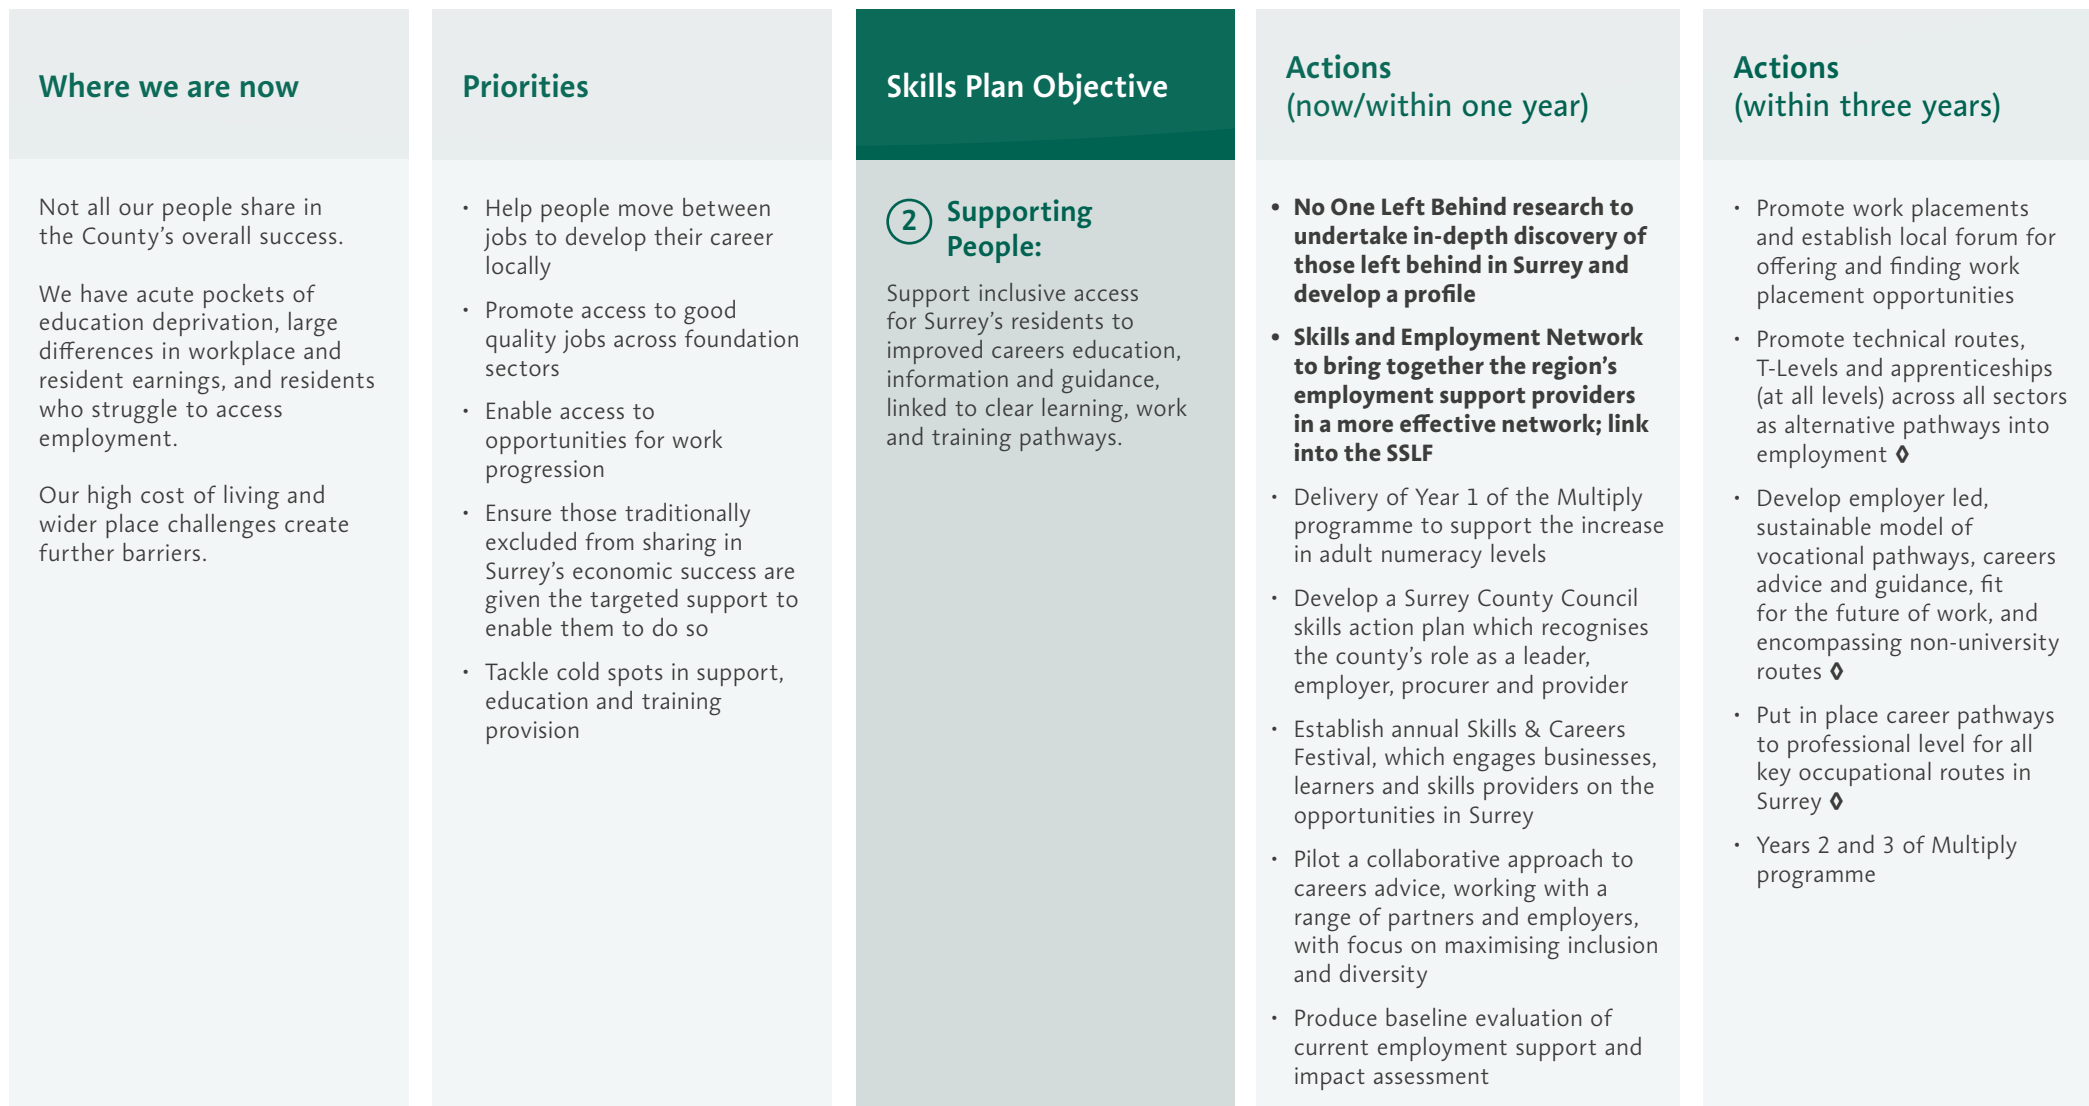 Where we are now
Not all our people share in
the County’s overall success.
We have acute pockets of
education deprivation, large
differences in workplace and
resident earnings, and residents
who struggle to access
employment.
Our high cost of living and
wider place challenges create
further barriers.
Priorities
• Help people move between
jobs to develop their career
locally
• Promote access to good
quality jobs across foundation
sectors
• Enable access to
opportunities for work
progression
• Ensure those traditionally
excluded from sharing in
Surrey’s economic success are
given the targeted support to
enable them to do so
• Tackle cold spots in support,
education and training
provision
Skills Plan Objective
2 Supporting
People:
Support inclusive access
for Surrey’s residents to
improved careers education,
information and guidance,
linked to clear learning, work
and training pathways.
Actions
(now/within one year)
• No One Left Behind research to
undertake in-depth discovery of
those left behind in Surrey and
develop a profile
• Skills and Employment Network
to bring together the region’s
employment support providers
in a more effective network; link
into the SSLF
• Delivery of Year 1 of the Multiply
programme to support the increase
in adult numeracy levels
• Develop a Surrey County Council
skills action plan which recognises
the county’s role as a leader,
employer, procurer and provider
• Establish annual Skills & Careers
Festival, which engages businesses,
learners and skills providers on the
opportunities in Surrey
• Pilot a collaborative approach to
careers advice, working with a
range of partners and employers,
with focus on maximising inclusion
and diversity
• Produce baseline evaluation of
current employment support and
impact assessment
Actions
(within three years)
• Promote work placements
and establish local forum for
offering and finding work
placement opportunities
• Promote technical routes,
T-Levels and apprenticeships
(at all levels) across all sectors
as alternative pathways into
employment ◊
• Develop employer led,
sustainable model of
vocational pathways, careers
advice and guidance, fit
for the future of work, and
encompassing non-university
routes ◊
• Put in place career pathways
to professional level for all
key occupational routes in
Surrey ◊
• Years 2 and 3 of Multiply
programme